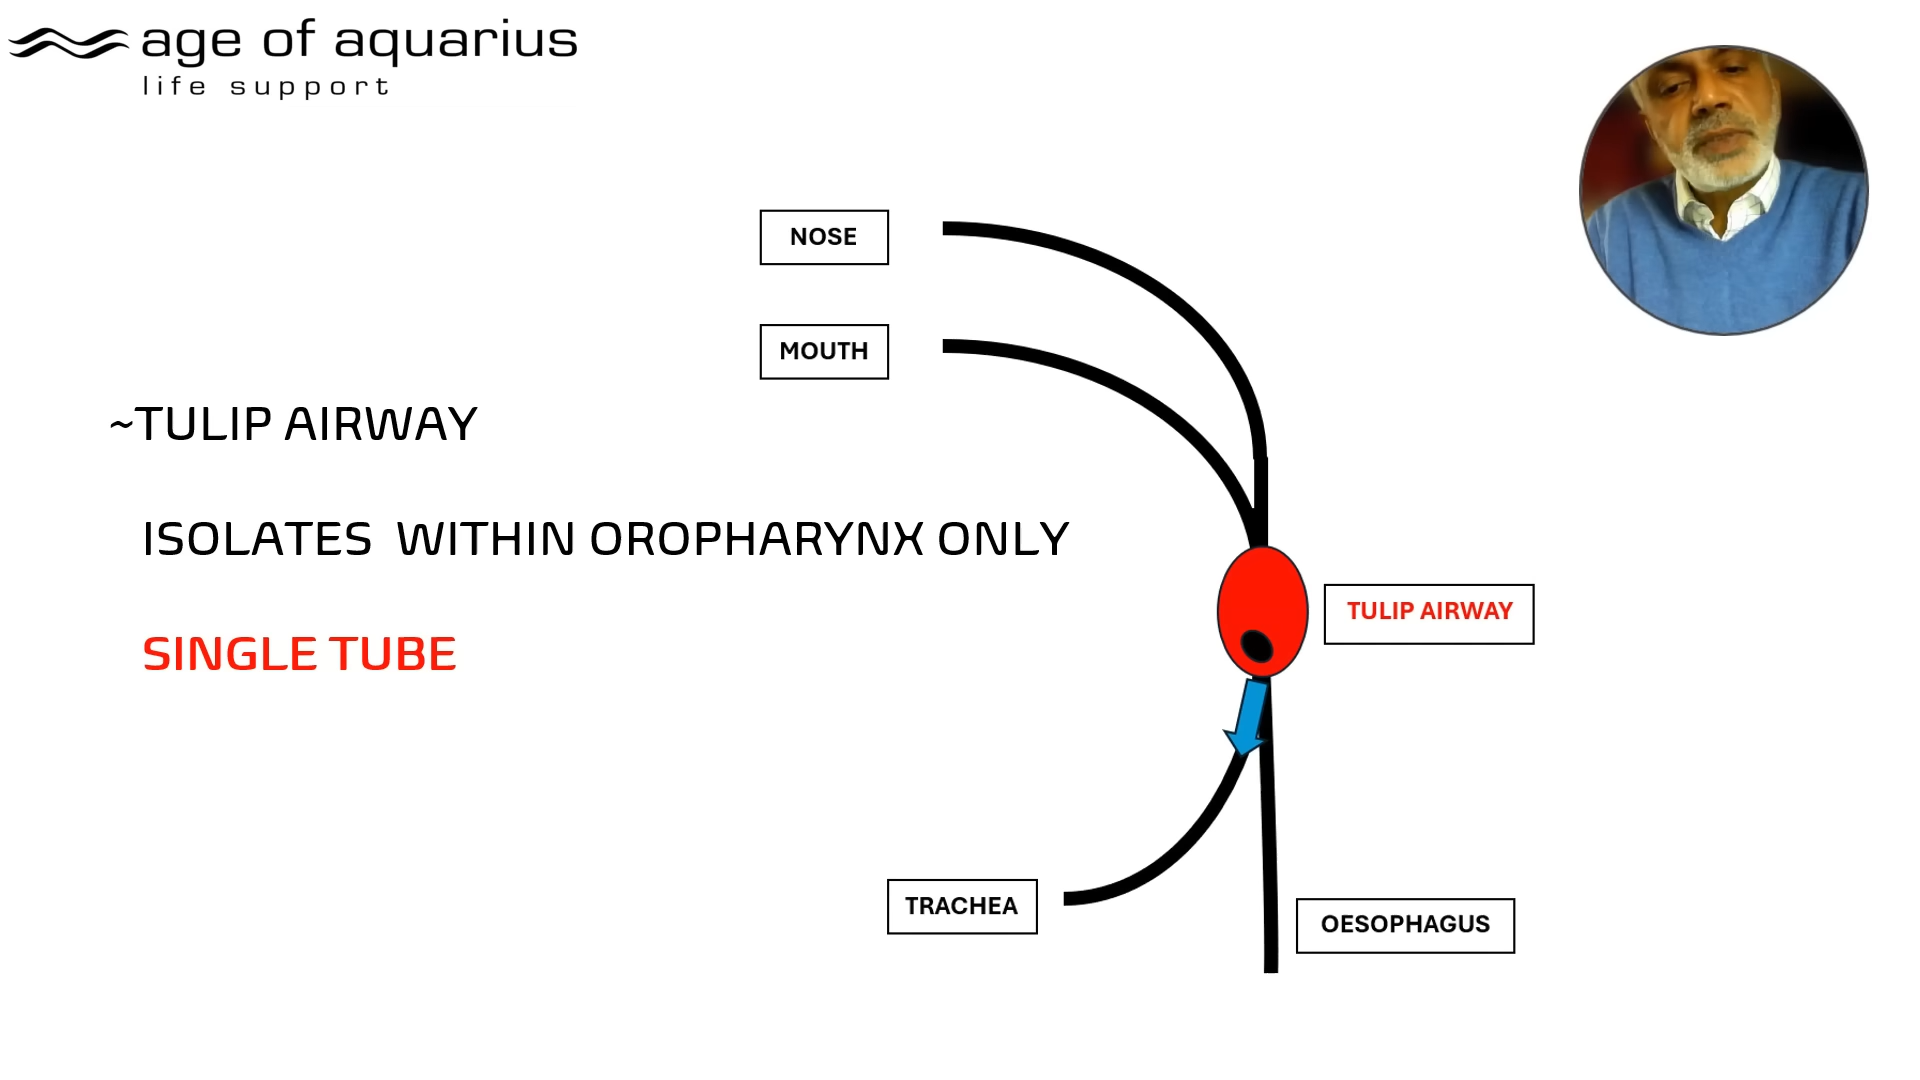 age of aquarius
life support
NOSE
MOUTH
~TULIP AIRWAY
ISOLATES  WITHIN OROPHARYNX ONLY
TULIP AIRWAY
SINGLE TUBE
TRACHEA
OESOPHAGUS